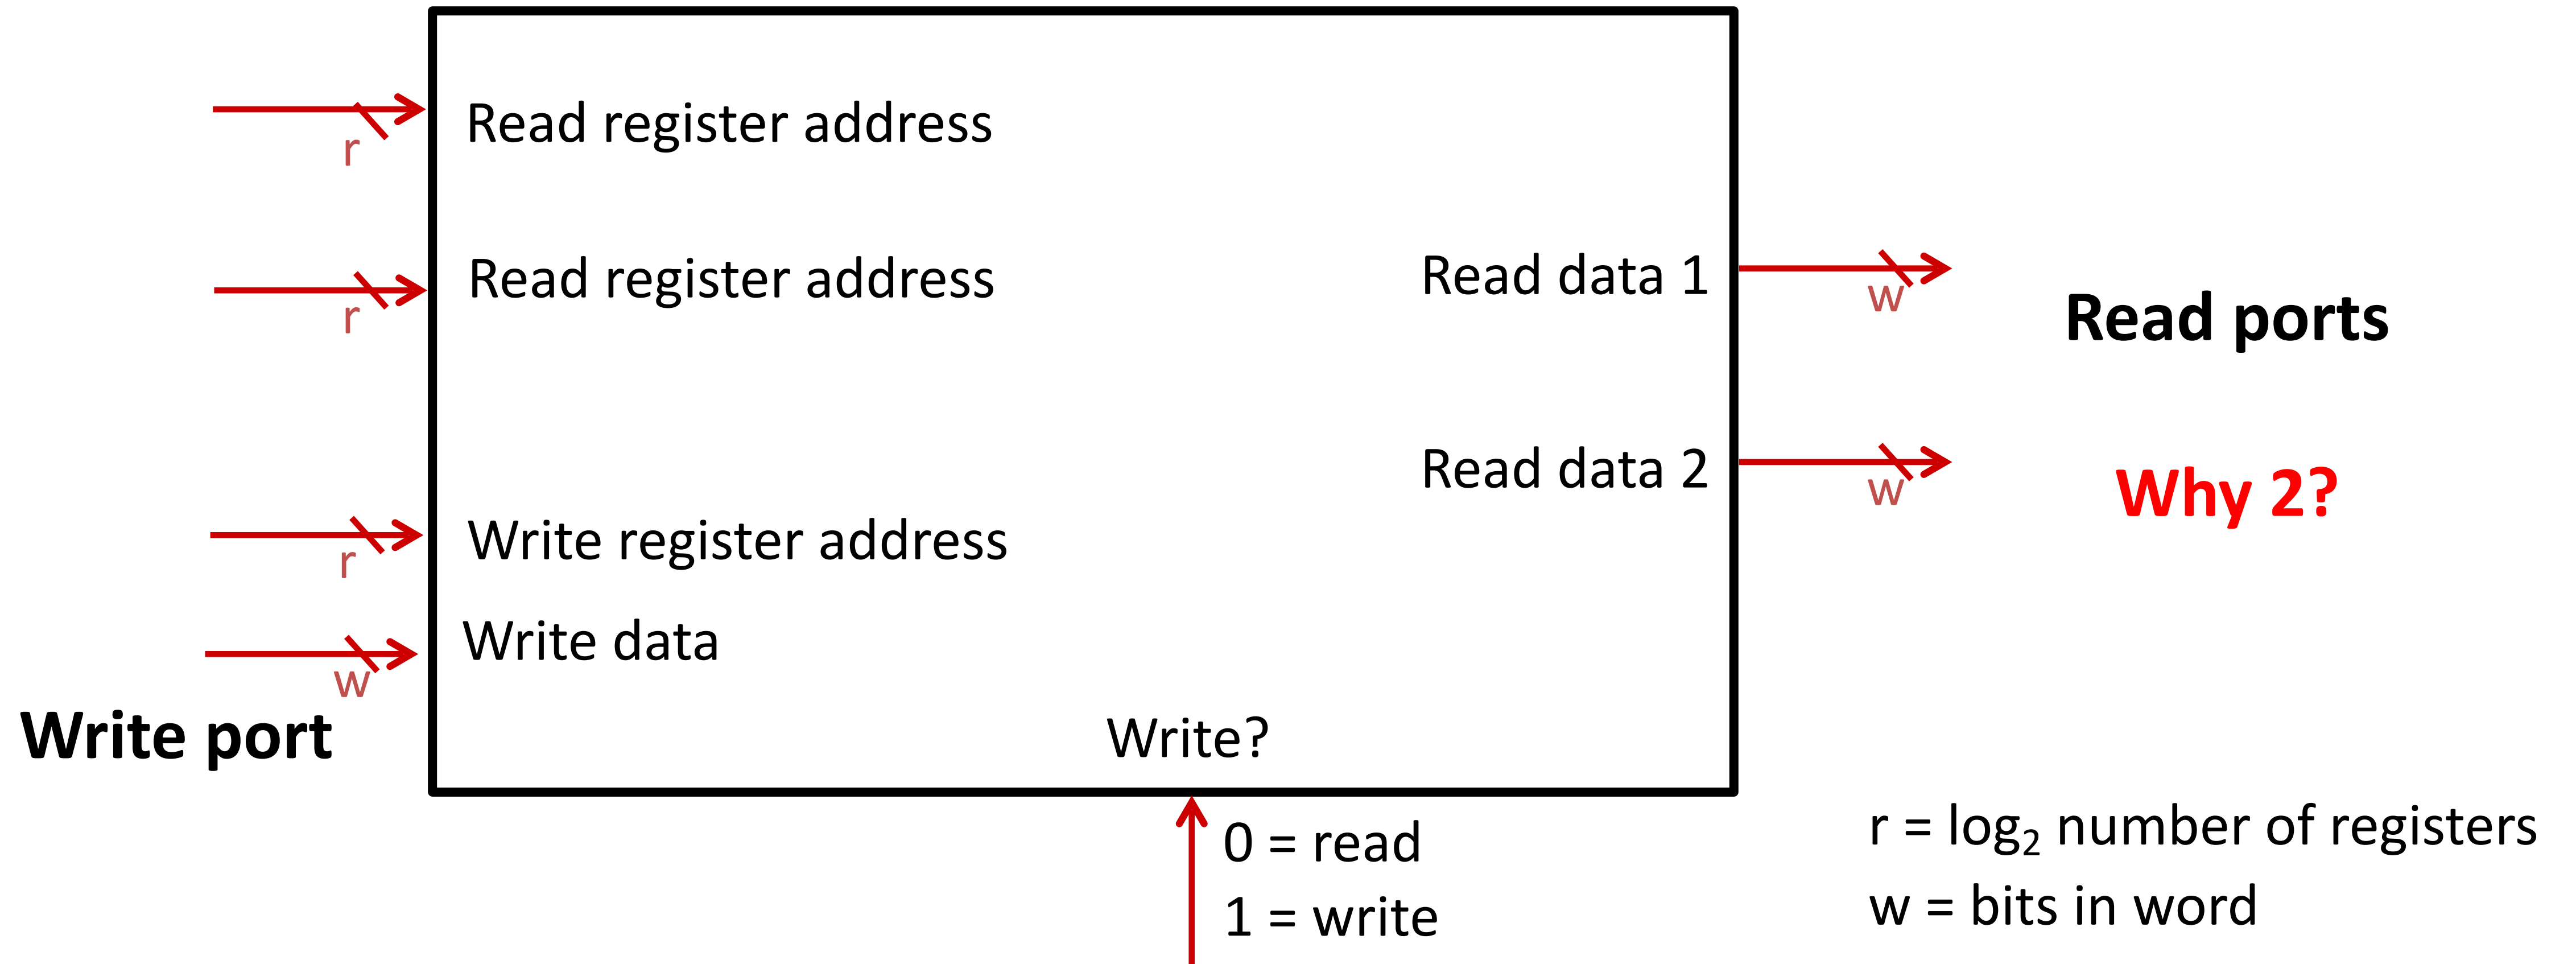 Read register address
r
Read register address
r
Read data 1
w
Read ports
Read data 2
w
Why 2?
Write register address
r
Write data
w
Write port
Write?
0 = read
1 = write
r = log₂ number of registers
w = bits in word